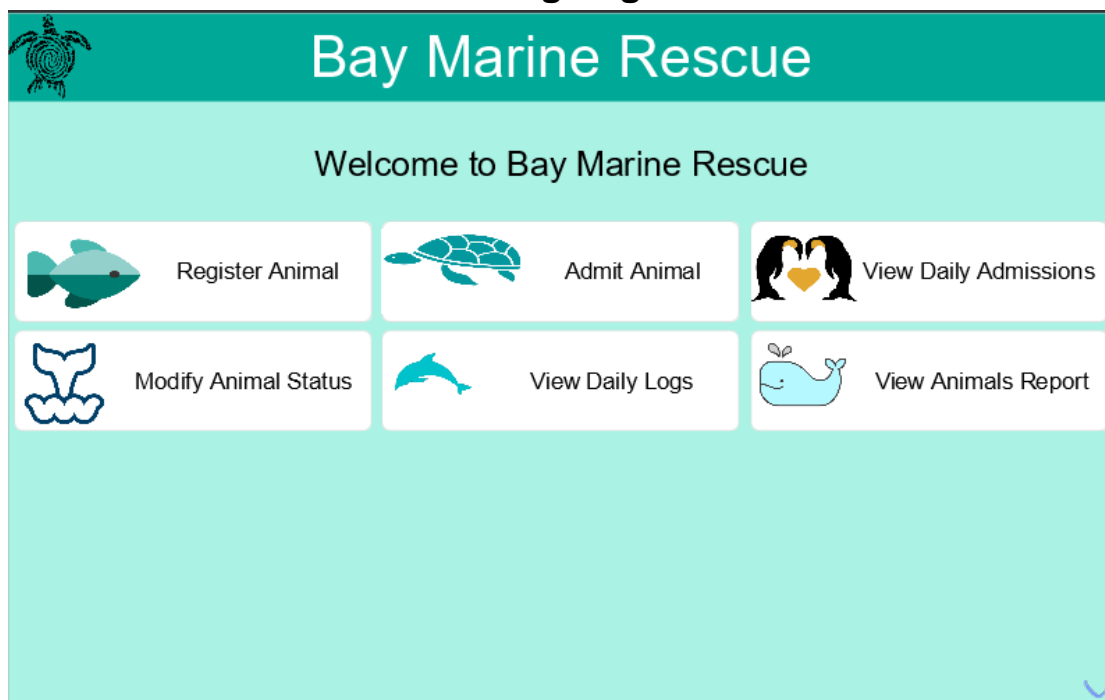 Bay Marine Rescue
Welcome to Bay Marine Rescue
Register Animal
Admit Animal
View Daily Admissions
Modify Animal Status
View Daily Logs
View Animals Report